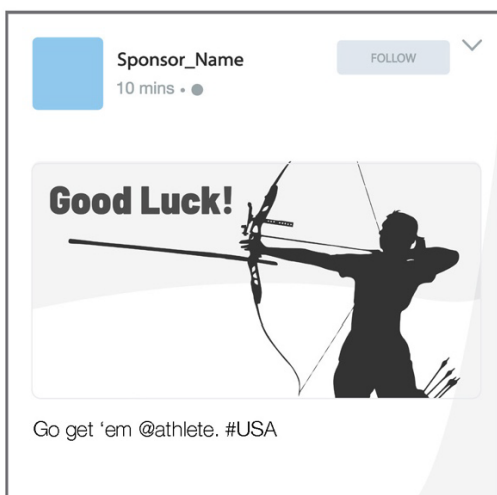 Sponsor_Name
FOLLOW
10 mins •
Good Luck!
Go get ‘em @athlete. #USA